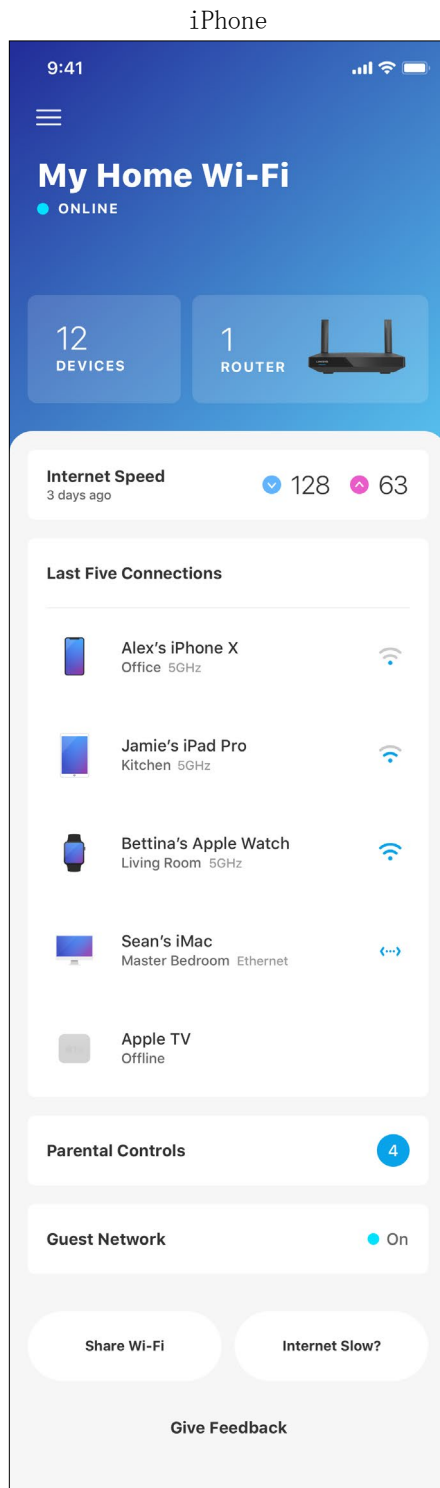 iPhone
9:41
My Home Wi-Fi
ONLINE
12
DEVICES
1
ROUTER
Internet Speed
3 days ago
128
63
Last Five Connections
Alex's iPhone X
Office 5GHz
Jamie's iPad Pro
Kitchen 5GHz
Bettina's Apple Watch
Living Room 5GHz
Sean's iMac
Master Bedroom Ethernet
Apple TV
Offline
Parental Controls
4
Guest Network
On
Share Wi-Fi
Internet Slow?
Give Feedback